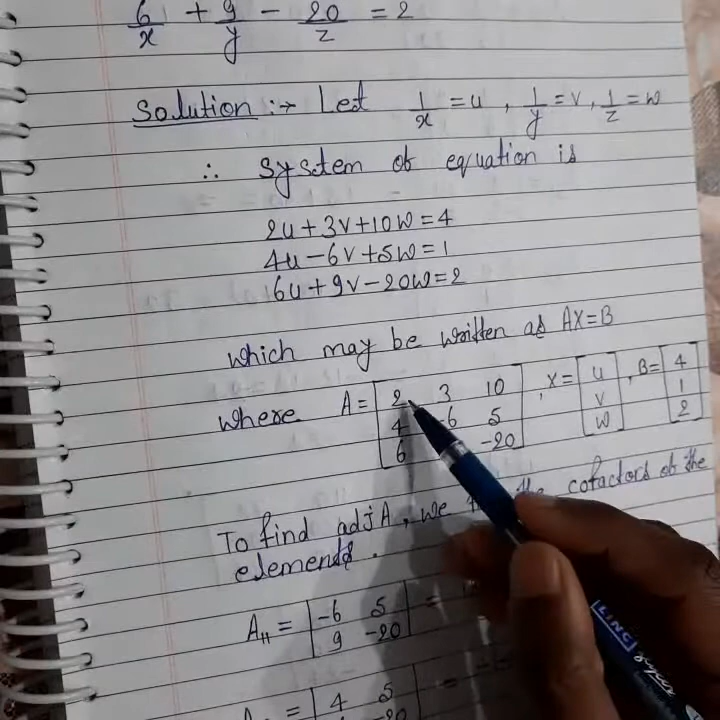 6/x + 9/y - 20/z = 2
Solution :→ Let 1/x = u, 1/y = v, 1/z = w
∴ System of equation is
2u+3v+10w=4
4u-6v+5w=1
6u+9v-20w=2
which may be written as AX=B
where A = [2 3 10], X = [u], B = [4]
4 -6 5 v 1
6 -20 w 2
To find adj A, we the cofactors of the
elements.
A₁₁ = |-6 5| =
9 -20
= |4 5| = -
-20
LINC